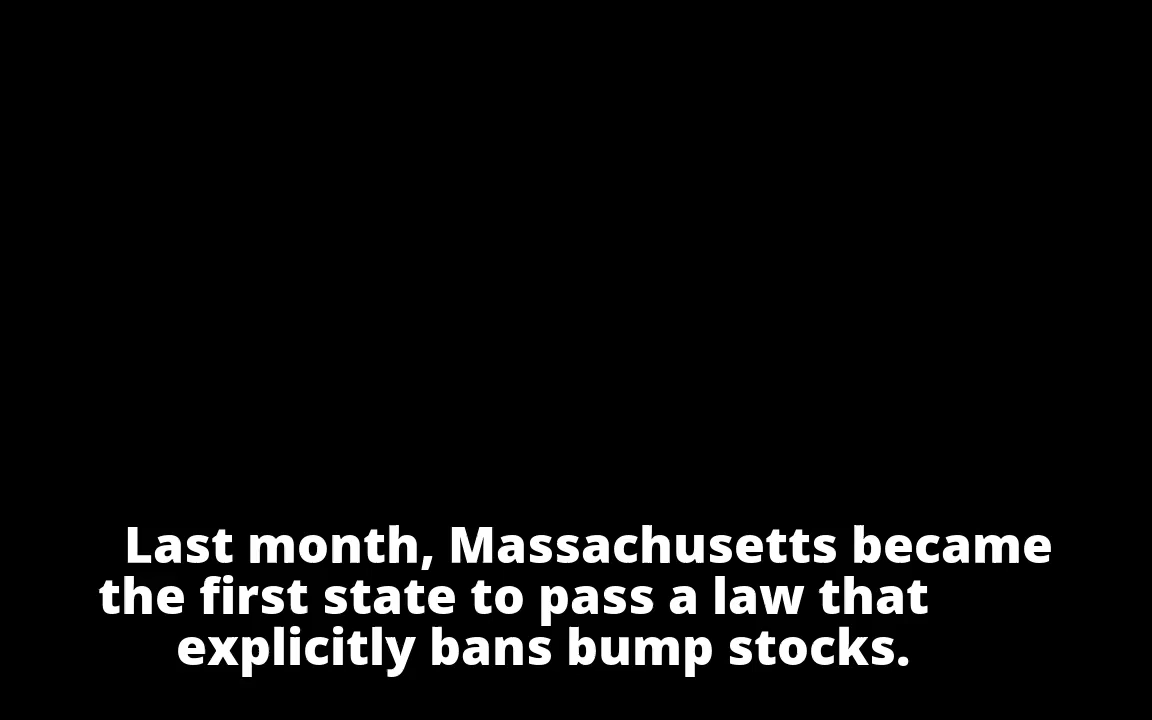 Last month, Massachusetts became
the first state to pass a law that
explicitly bans bump stocks.